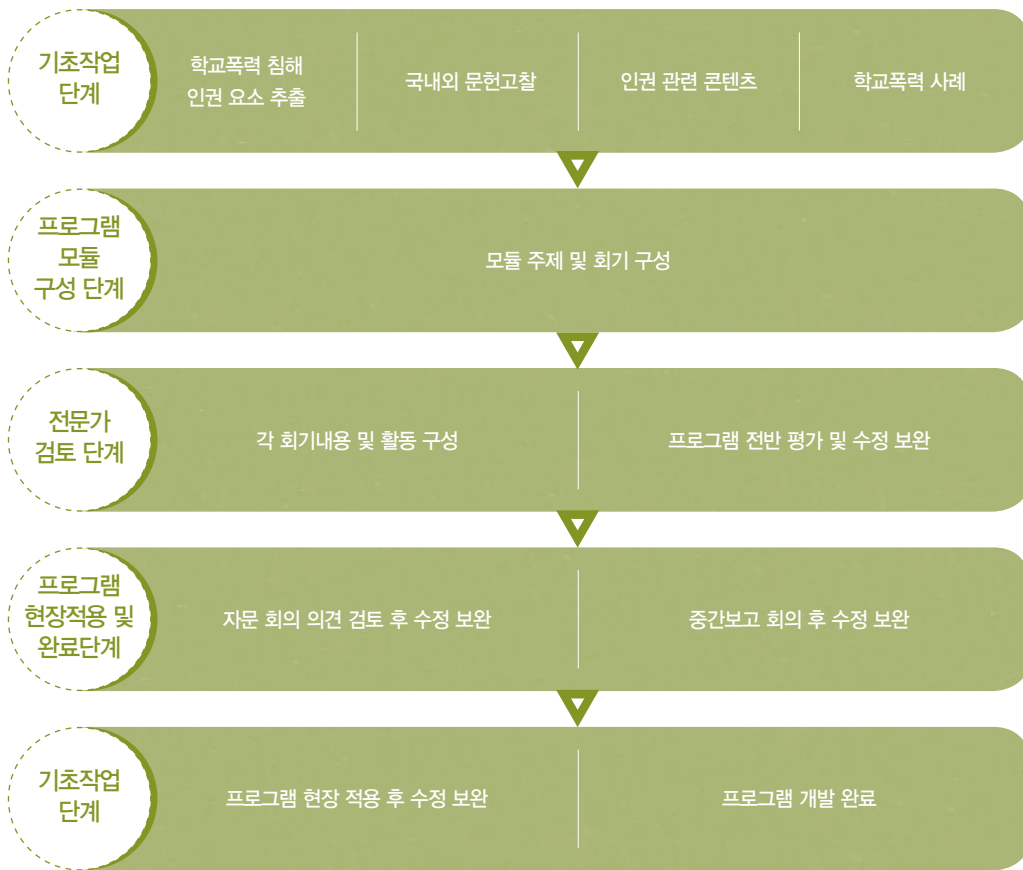 기초작업
단계
학교폭력 침해
인권 요소 추출
국내외 문헌고찰
인권 관련 콘텐츠
학교폭력 사례
프로그램
모듈
구성 단계
모듈 주제 및 회기 구성
전문가
검토 단계
각 회기내용 및 활동 구성
프로그램 전반 평가 및 수정 보완
프로그램
현장적용 및
완료단계
자문 회의 의견 검토 후 수정 보완
중간보고 회의 후 수정 보완
기초작업
단계
프로그램 현장 적용 후 수정 보완
프로그램 개발 완료